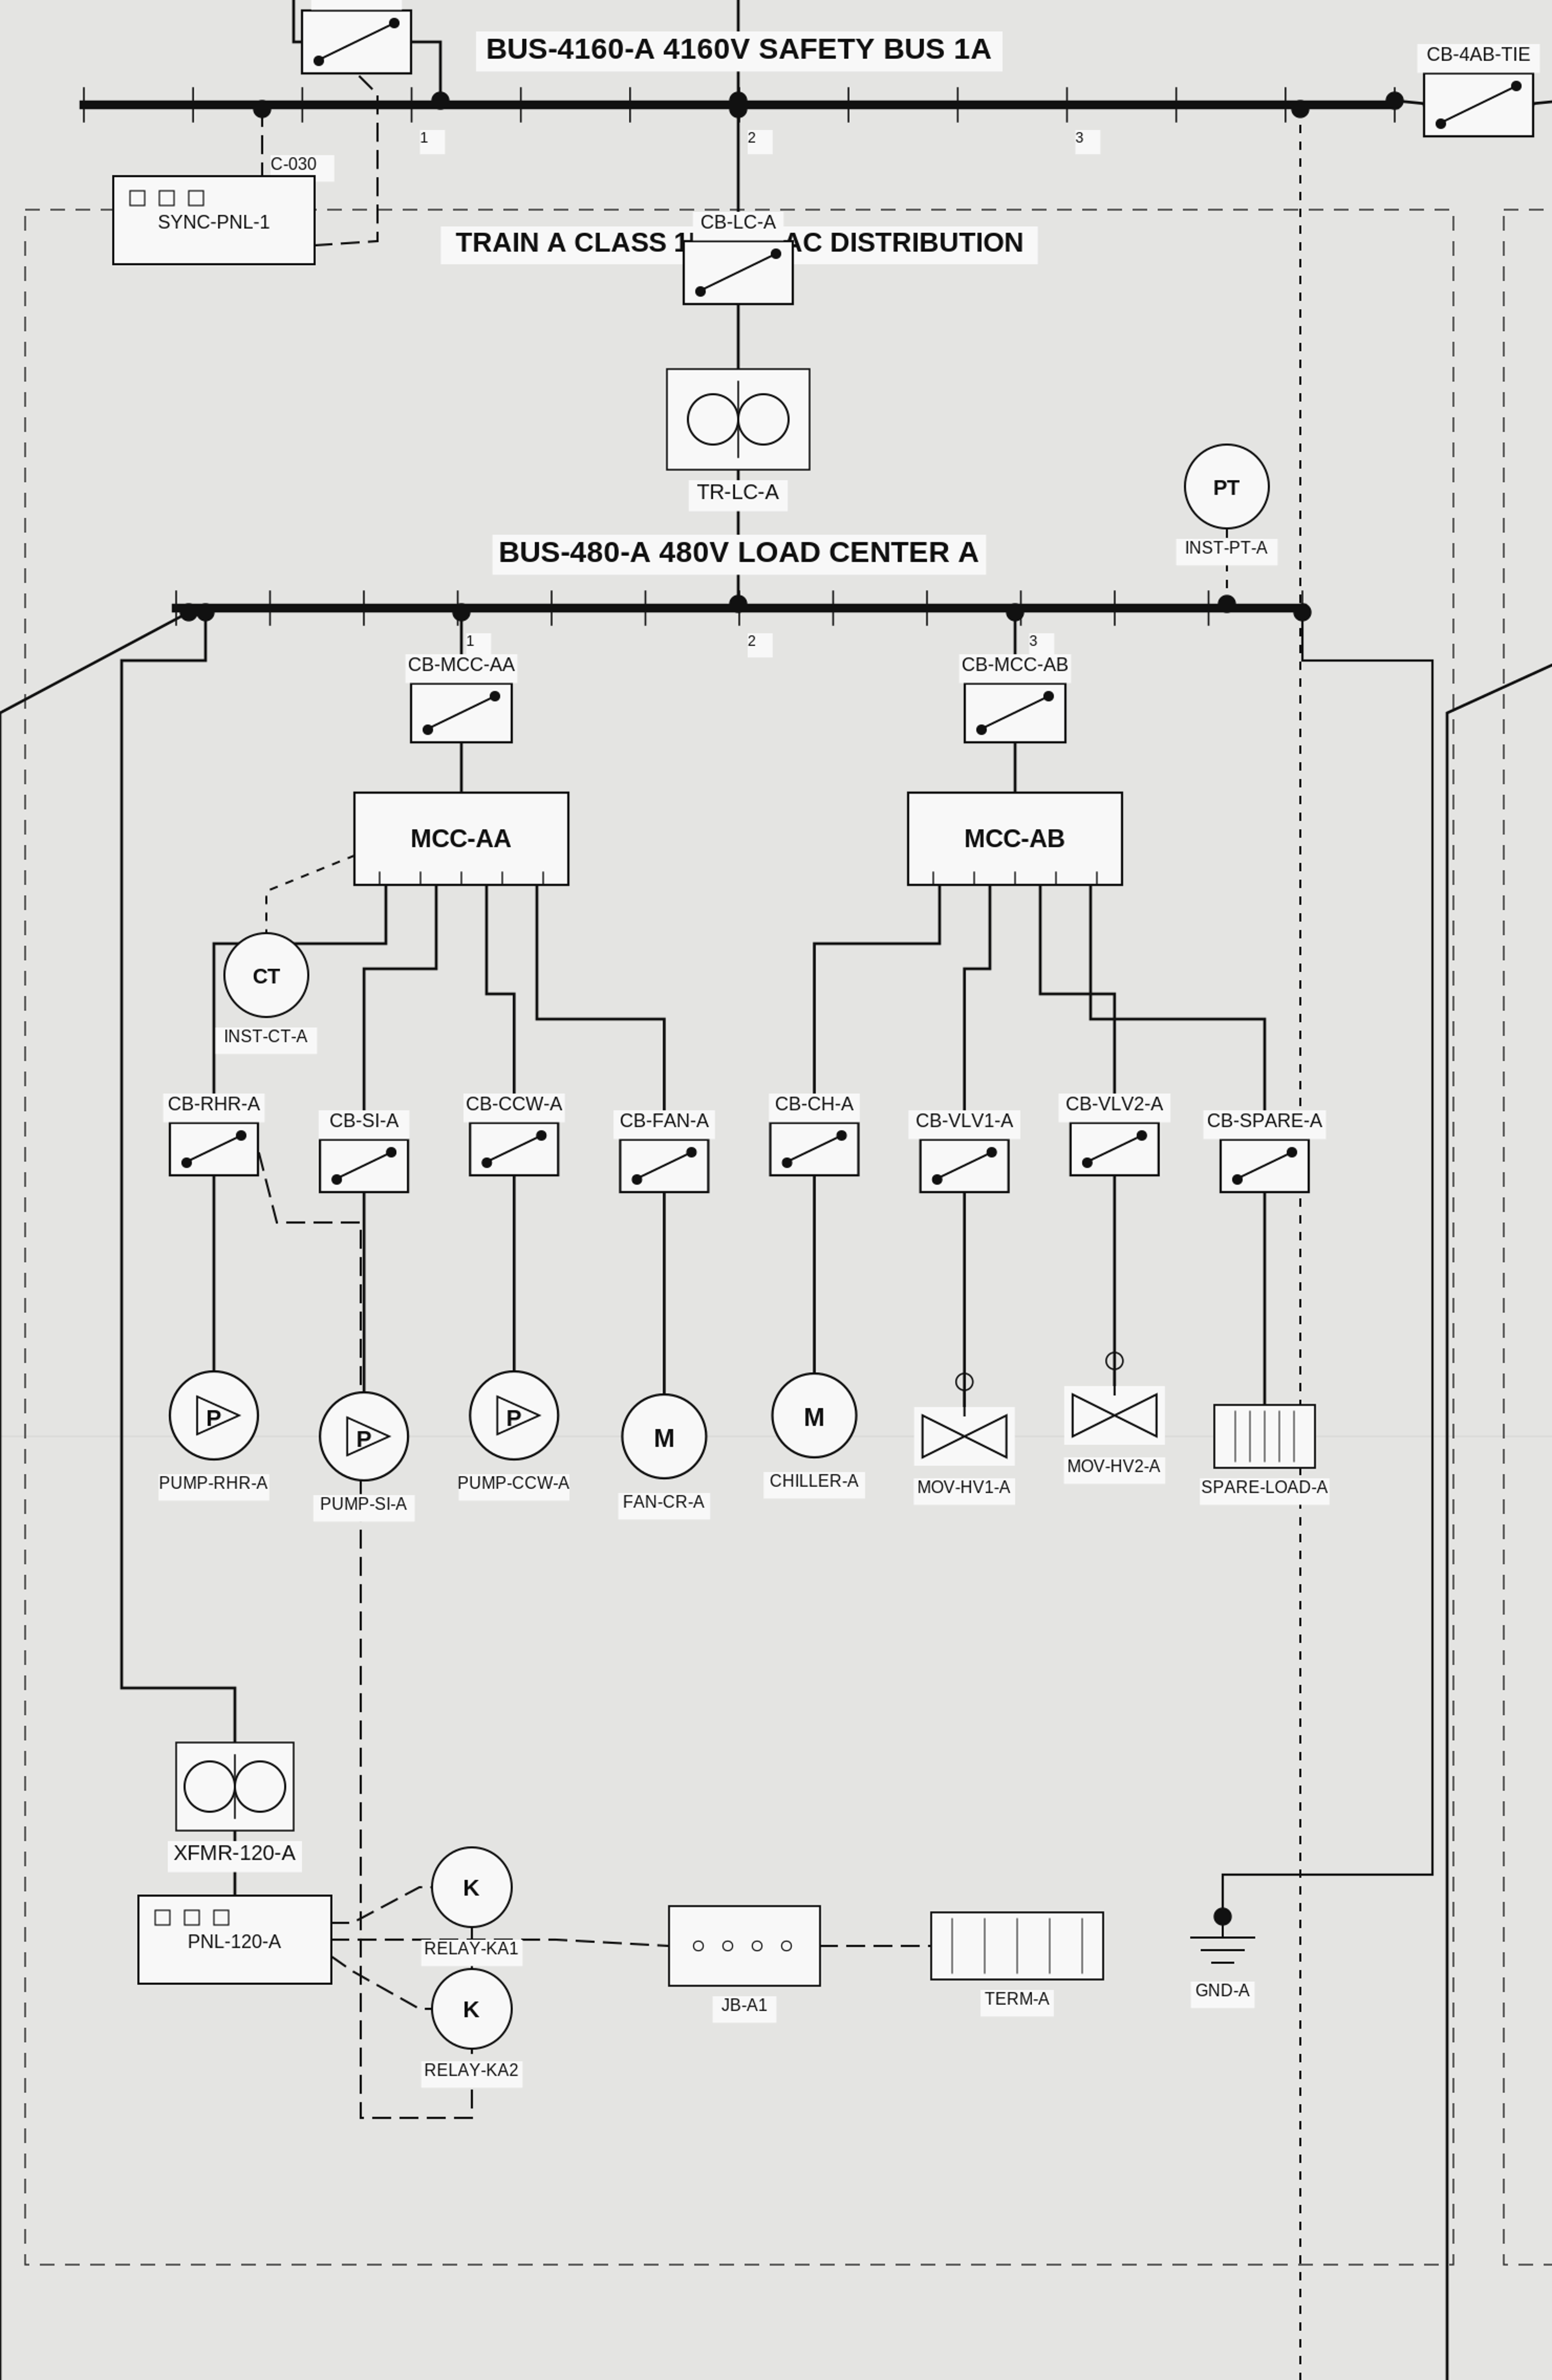 BUS-4160-A 4160V SAFETY BUS 1A
CB-4AB-TIE
1
2
3
C-030
SYNC-PNL-1
CB-LC-A
TRAIN A CLASS AC DISTRIBUTION
TR-LC-A
PT
INST-PT-A
BUS-480-A 480V LOAD CENTER A
1
2
3
CB-MCC-AA
CB-MCC-AB
MCC-AA
MCC-AB
CT
INST-CT-A
CB-RHR-A
CB-SI-A
CB-CCW-A
CB-FAN-A
CB-CH-A
CB-VLV1-A
CB-VLV2-A
CB-SPARE-A
P
P
P
M
M
PUMP-RHR-A
PUMP-SI-A
PUMP-CCW-A
FAN-CR-A
CHILLER-A
MOV-HV1-A
MOV-HV2-A
SPARE-LOAD-A
XFMR-120-A
PNL-120-A
K
RELAY-KA1
K
RELAY-KA2
JB-A1
TERM-A
GND-A